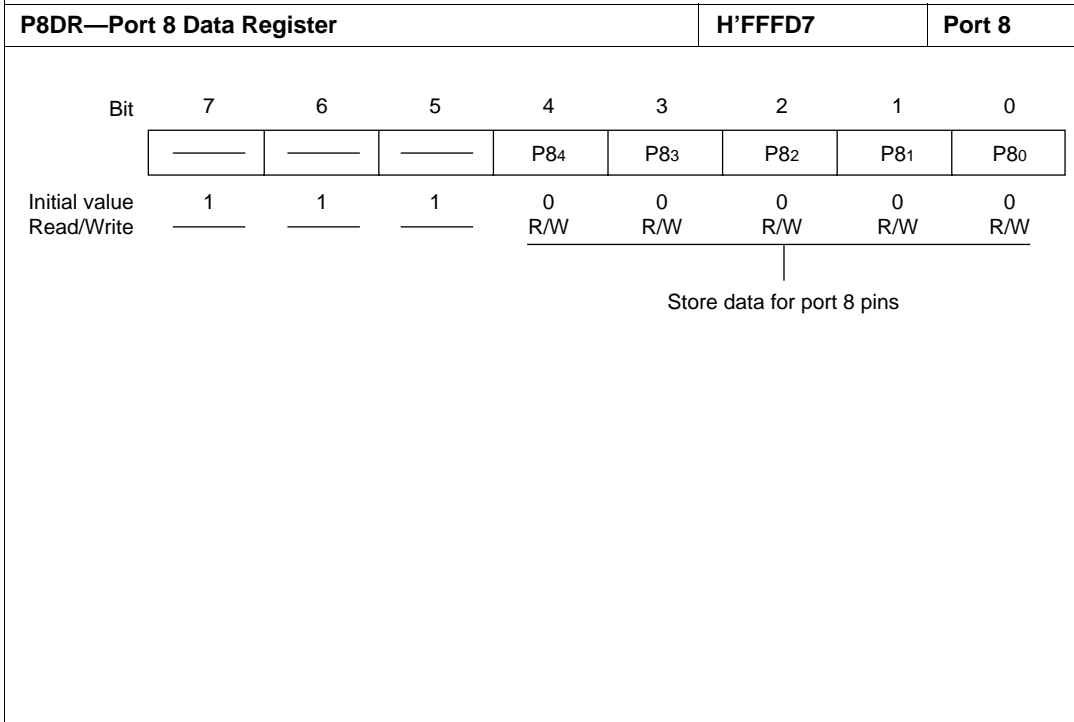 P8DR—Port 8 Data Register H'FFFD7 Port 8
Bit 7 6 5 4 3 2 1 0
— — — P84 P83 P82 P81 P80
Initial value 1 1 1 0 0 0 0 0
Read/Write — — — R/W R/W R/W R/W R/W
Store data for port 8 pins